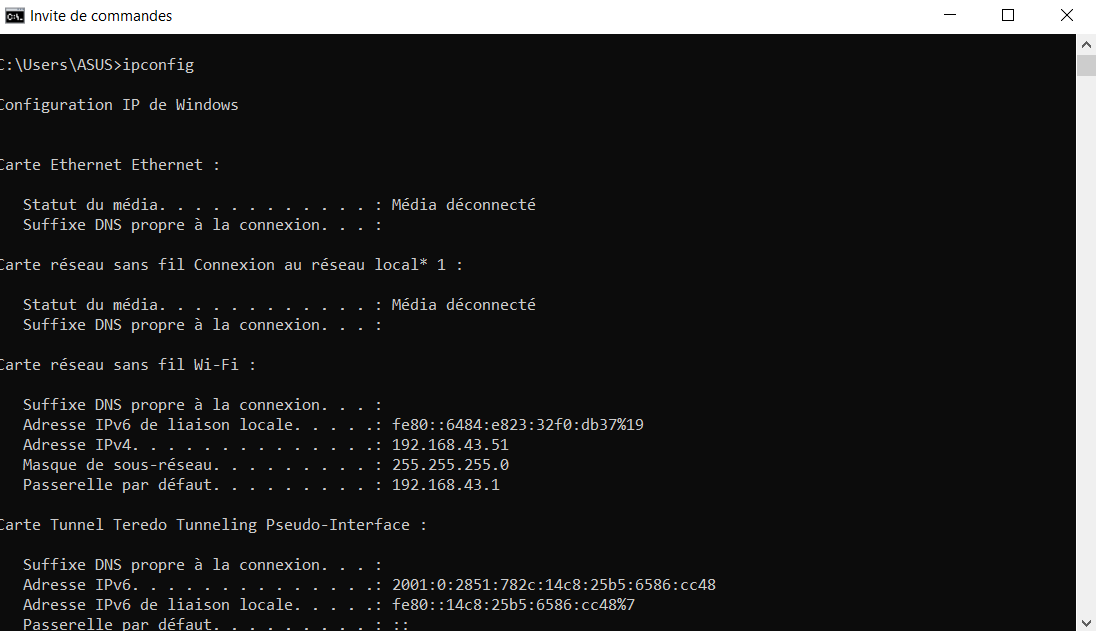 Invite de commandes
C:\Users\ASUS>ipconfig
Configuration IP de Windows
Carte Ethernet Ethernet :
Statut du média. . . . . . . . . . . . : Média déconnecté
Suffixe DNS propre à la connexion. . . :
Carte réseau sans fil Connexion au réseau local* 1 :
Statut du média. . . . . . . . . . . . : Média déconnecté
Suffixe DNS propre à la connexion. . . :
Carte réseau sans fil Wi-Fi :
Suffixe DNS propre à la connexion. . . :
Adresse IPv6 de liaison locale. . . . .: fe80::6484:e823:32f0:db37%19
Adresse IPv4. . . . . . . . . . . . . .: 192.168.43.51
Masque de sous-réseau. . . . . . . . . : 255.255.255.0
Passerelle par défaut. . . . . . . . . : 192.168.43.1
Carte Tunnel Teredo Tunneling Pseudo-Interface :
Suffixe DNS propre à la connexion. . . :
Adresse IPv6. . . . . . . . . . . . . .: 2001:0:2851:782c:14c8:25b5:6586:cc48
Adresse IPv6 de liaison locale. . . . .: fe80::14c8:25b5:6586:cc48%7
Passerelle par défaut. . . . . . . . . : ::